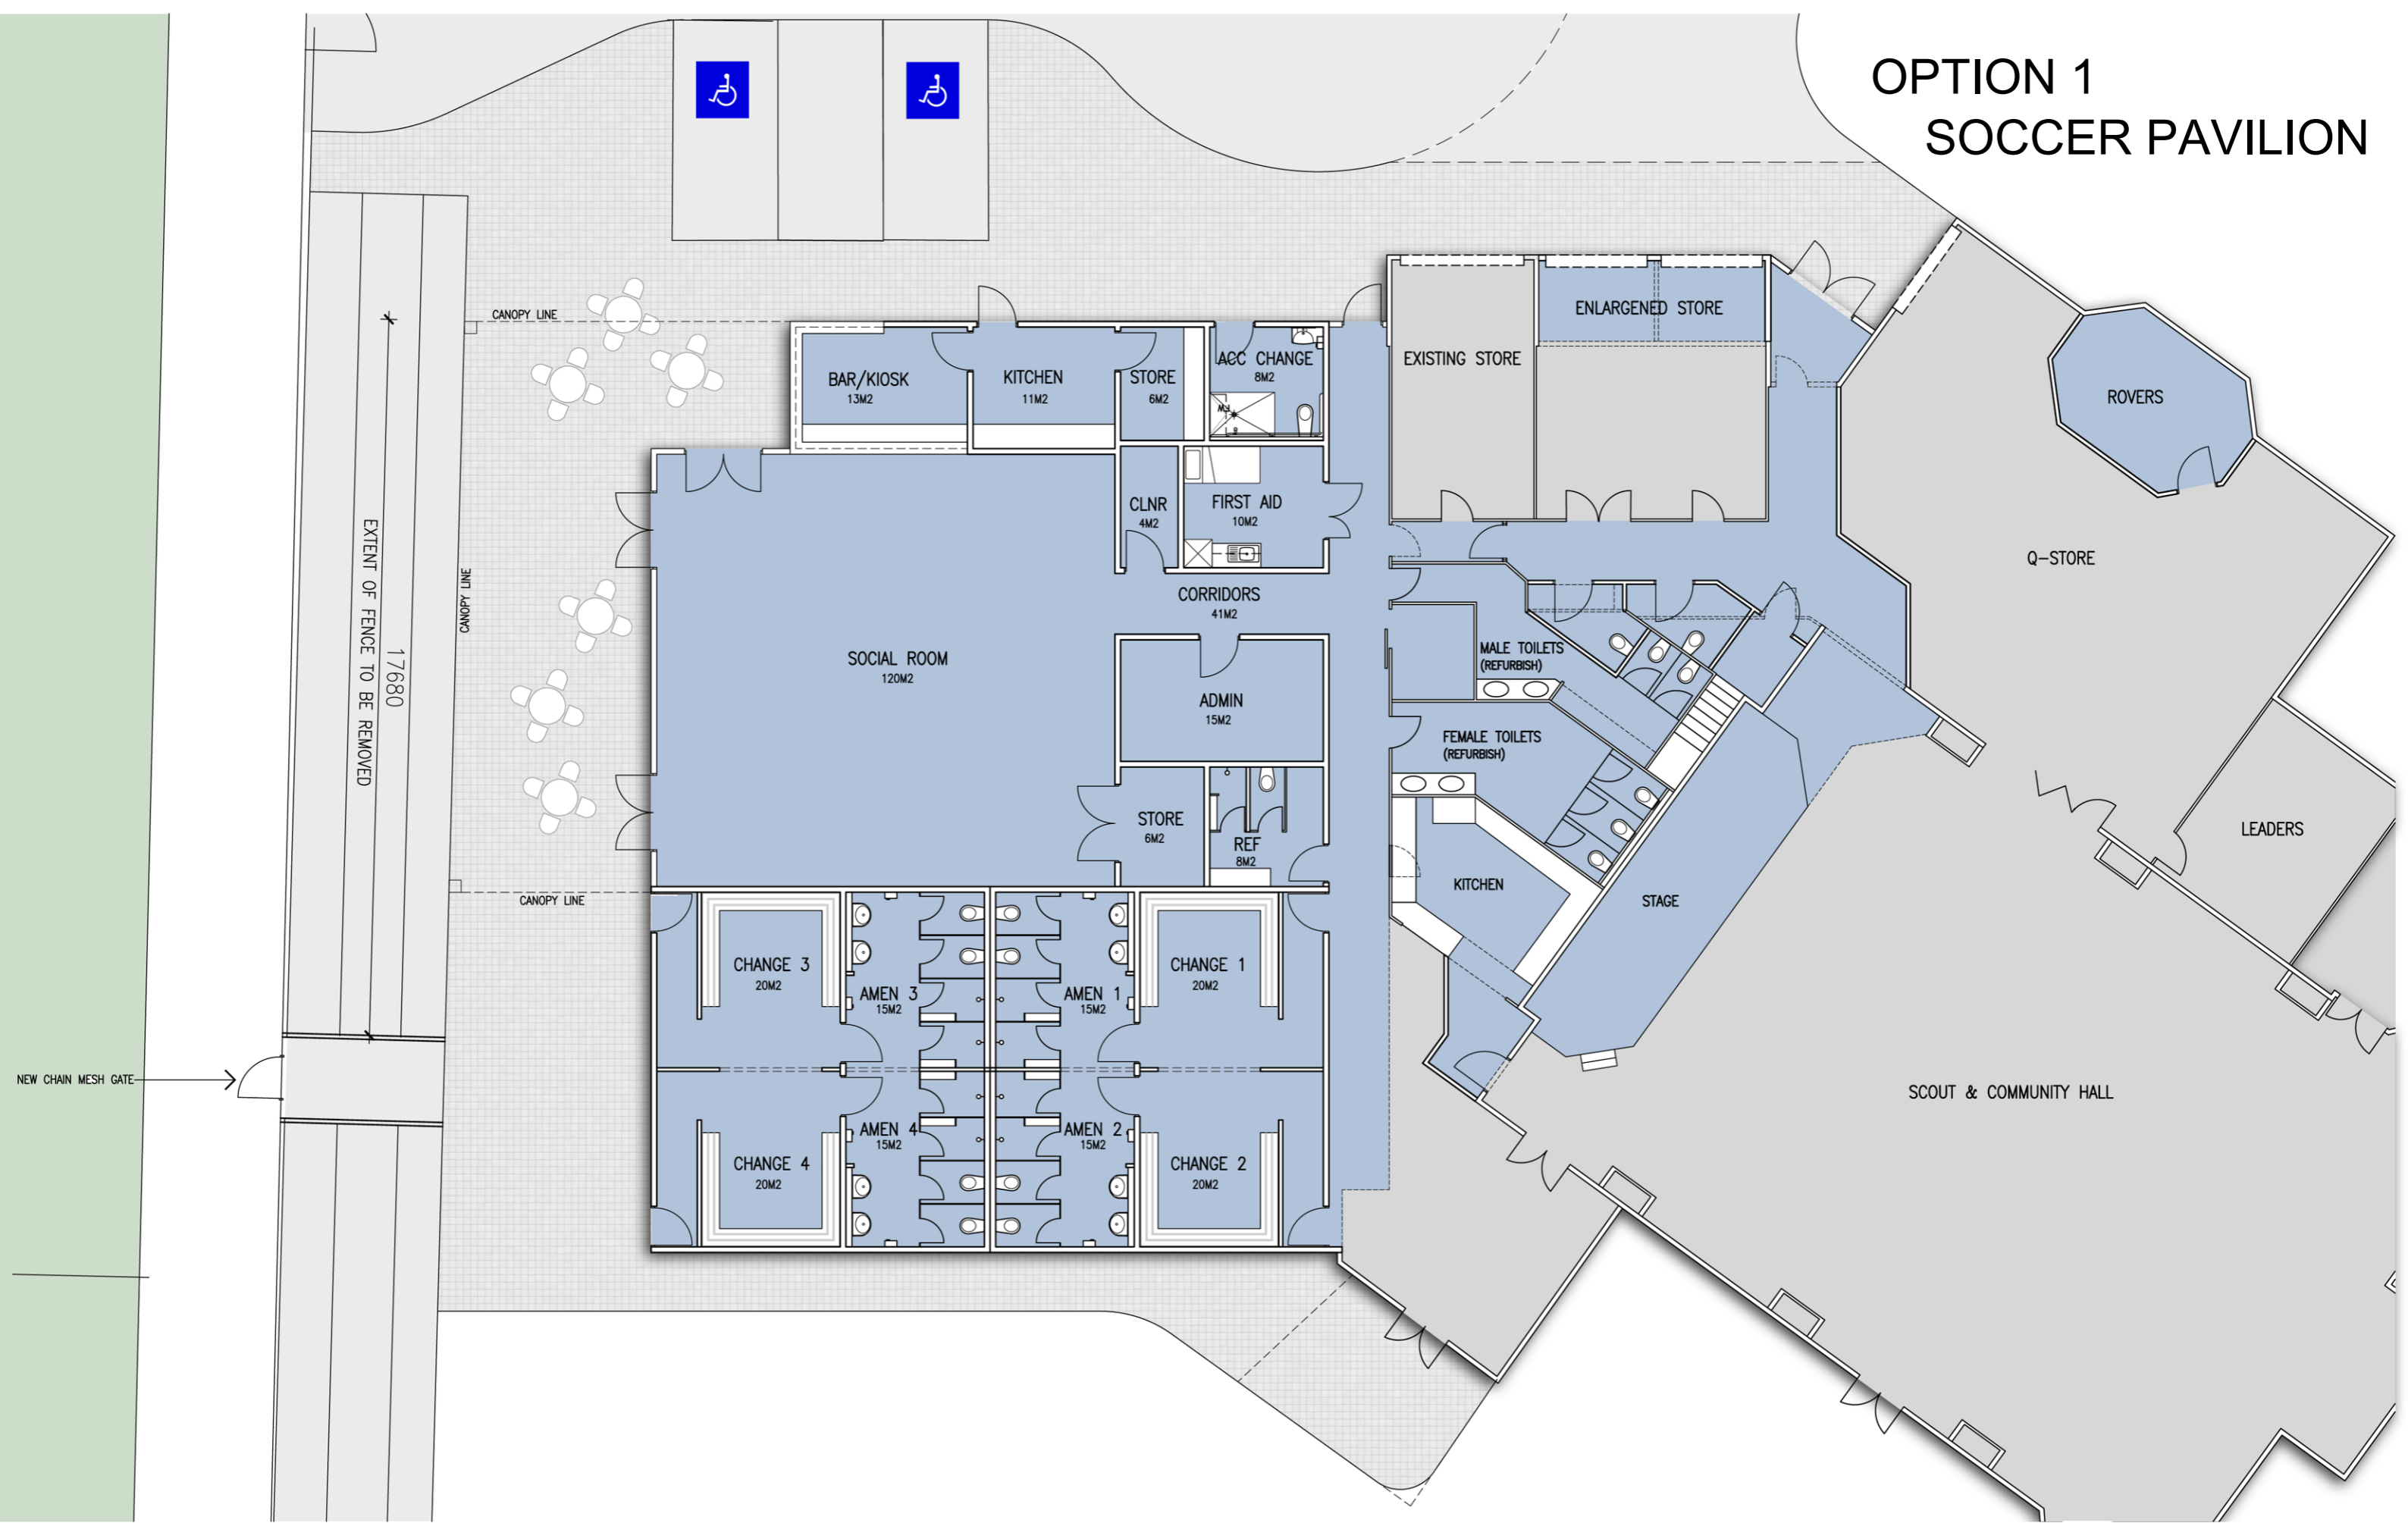 OPTION 1
SOCCER PAVILION
CANOPY LINE
ENLARGENED STORE
EXISTING STORE
ROVERS
BAR/KIOSK
13M2
KITCHEN
11M2
STORE
6M2
ACC CHANGE
8M2
CLNR
4M2
FIRST AID
10M2
Q-STORE
EXTENT OF FENCE TO BE REMOVED
17680
CANOPY LINE
CORRIDORS
41M2
SOCIAL ROOM
120M2
MALE TOILETS
(REFURBISH)
ADMIN
15M2
FEMALE TOILETS
(REFURBISH)
STORE
6M2
REF
8M2
LEADERS
KITCHEN
STAGE
CANOPY LINE
CHANGE 3
20M2
AMEN 3
15M2
AMEN 1
15M2
CHANGE 1
20M2
NEW CHAIN MESH GATE
SCOUT & COMMUNITY HALL
CHANGE 4
20M2
AMEN 4
15M2
AMEN 2
15M2
CHANGE 2
20M2